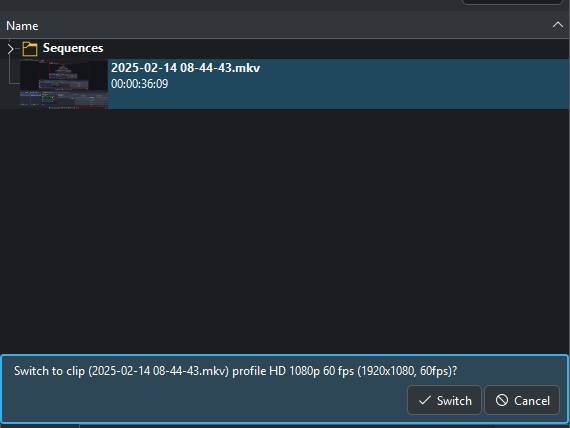 Name
Sequences
2025-02-14 08-44-43.mkv
00:00:36:09
Switch to clip (2025-02-14 08-44-43.mkv) profile HD 1080p 60 fps (1920x1080, 60fps)?
Switch
Cancel